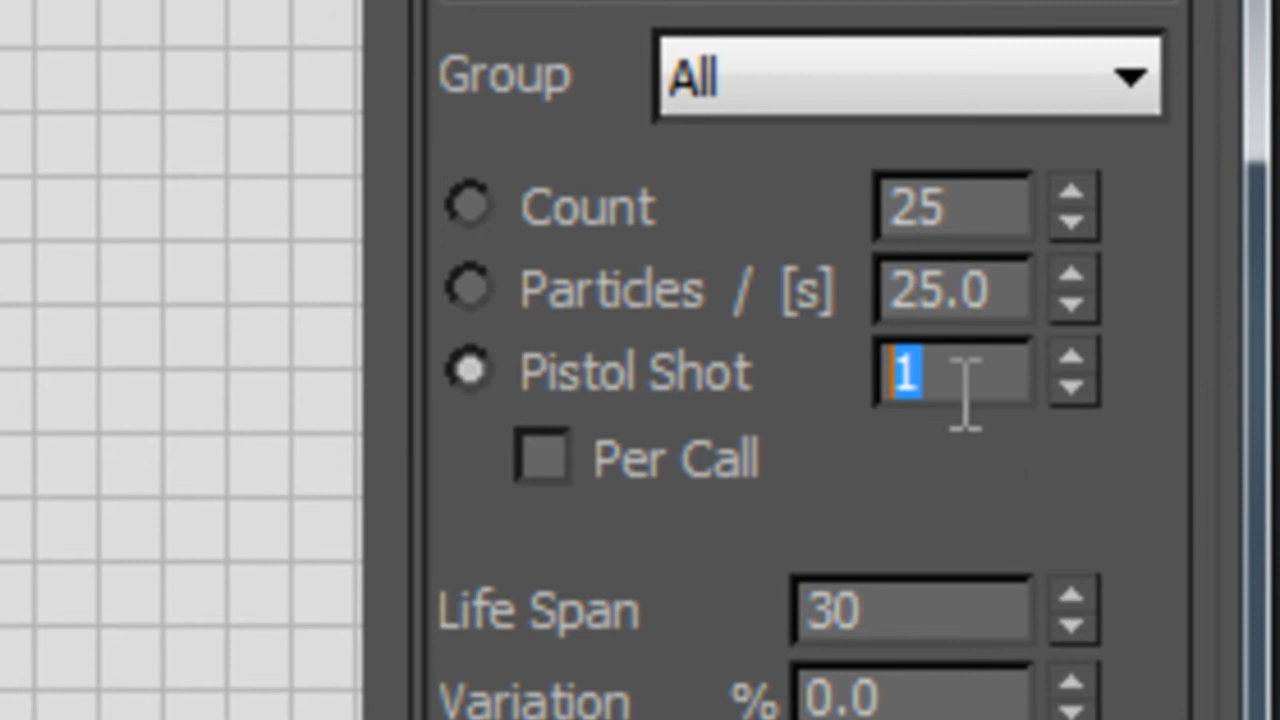 Group All
Count 25
Particles / [s] 25.0
Pistol Shot 1
Per Call
Life Span 30
Variation % 0.0